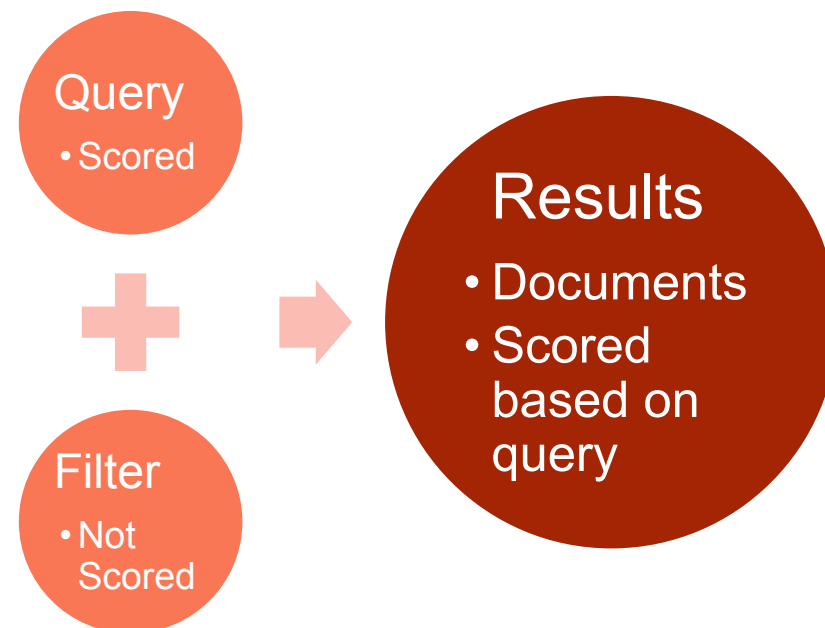 Query
• Scored
Filter
• Not
Scored
Results
• Documents
• Scored
based on
query